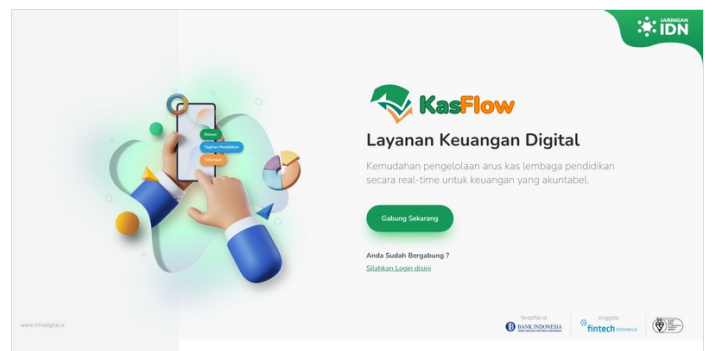 JARINGAN
IDN
KasFlow
Layanan Keuangan Digital
Kemudahan pengelolaan arus kas lembaga pendidikan
secara real-time untuk keuangan yang akuntabel.
Donasi
Tagihan Pendidikan
Tabungan
Gabung Sekarang
Anda Sudah Bergabung ?
Silahkan Login disini
www.infradigital.io
Terdaftar di
BANK INDONESIA
Anggota
fintech indonesia